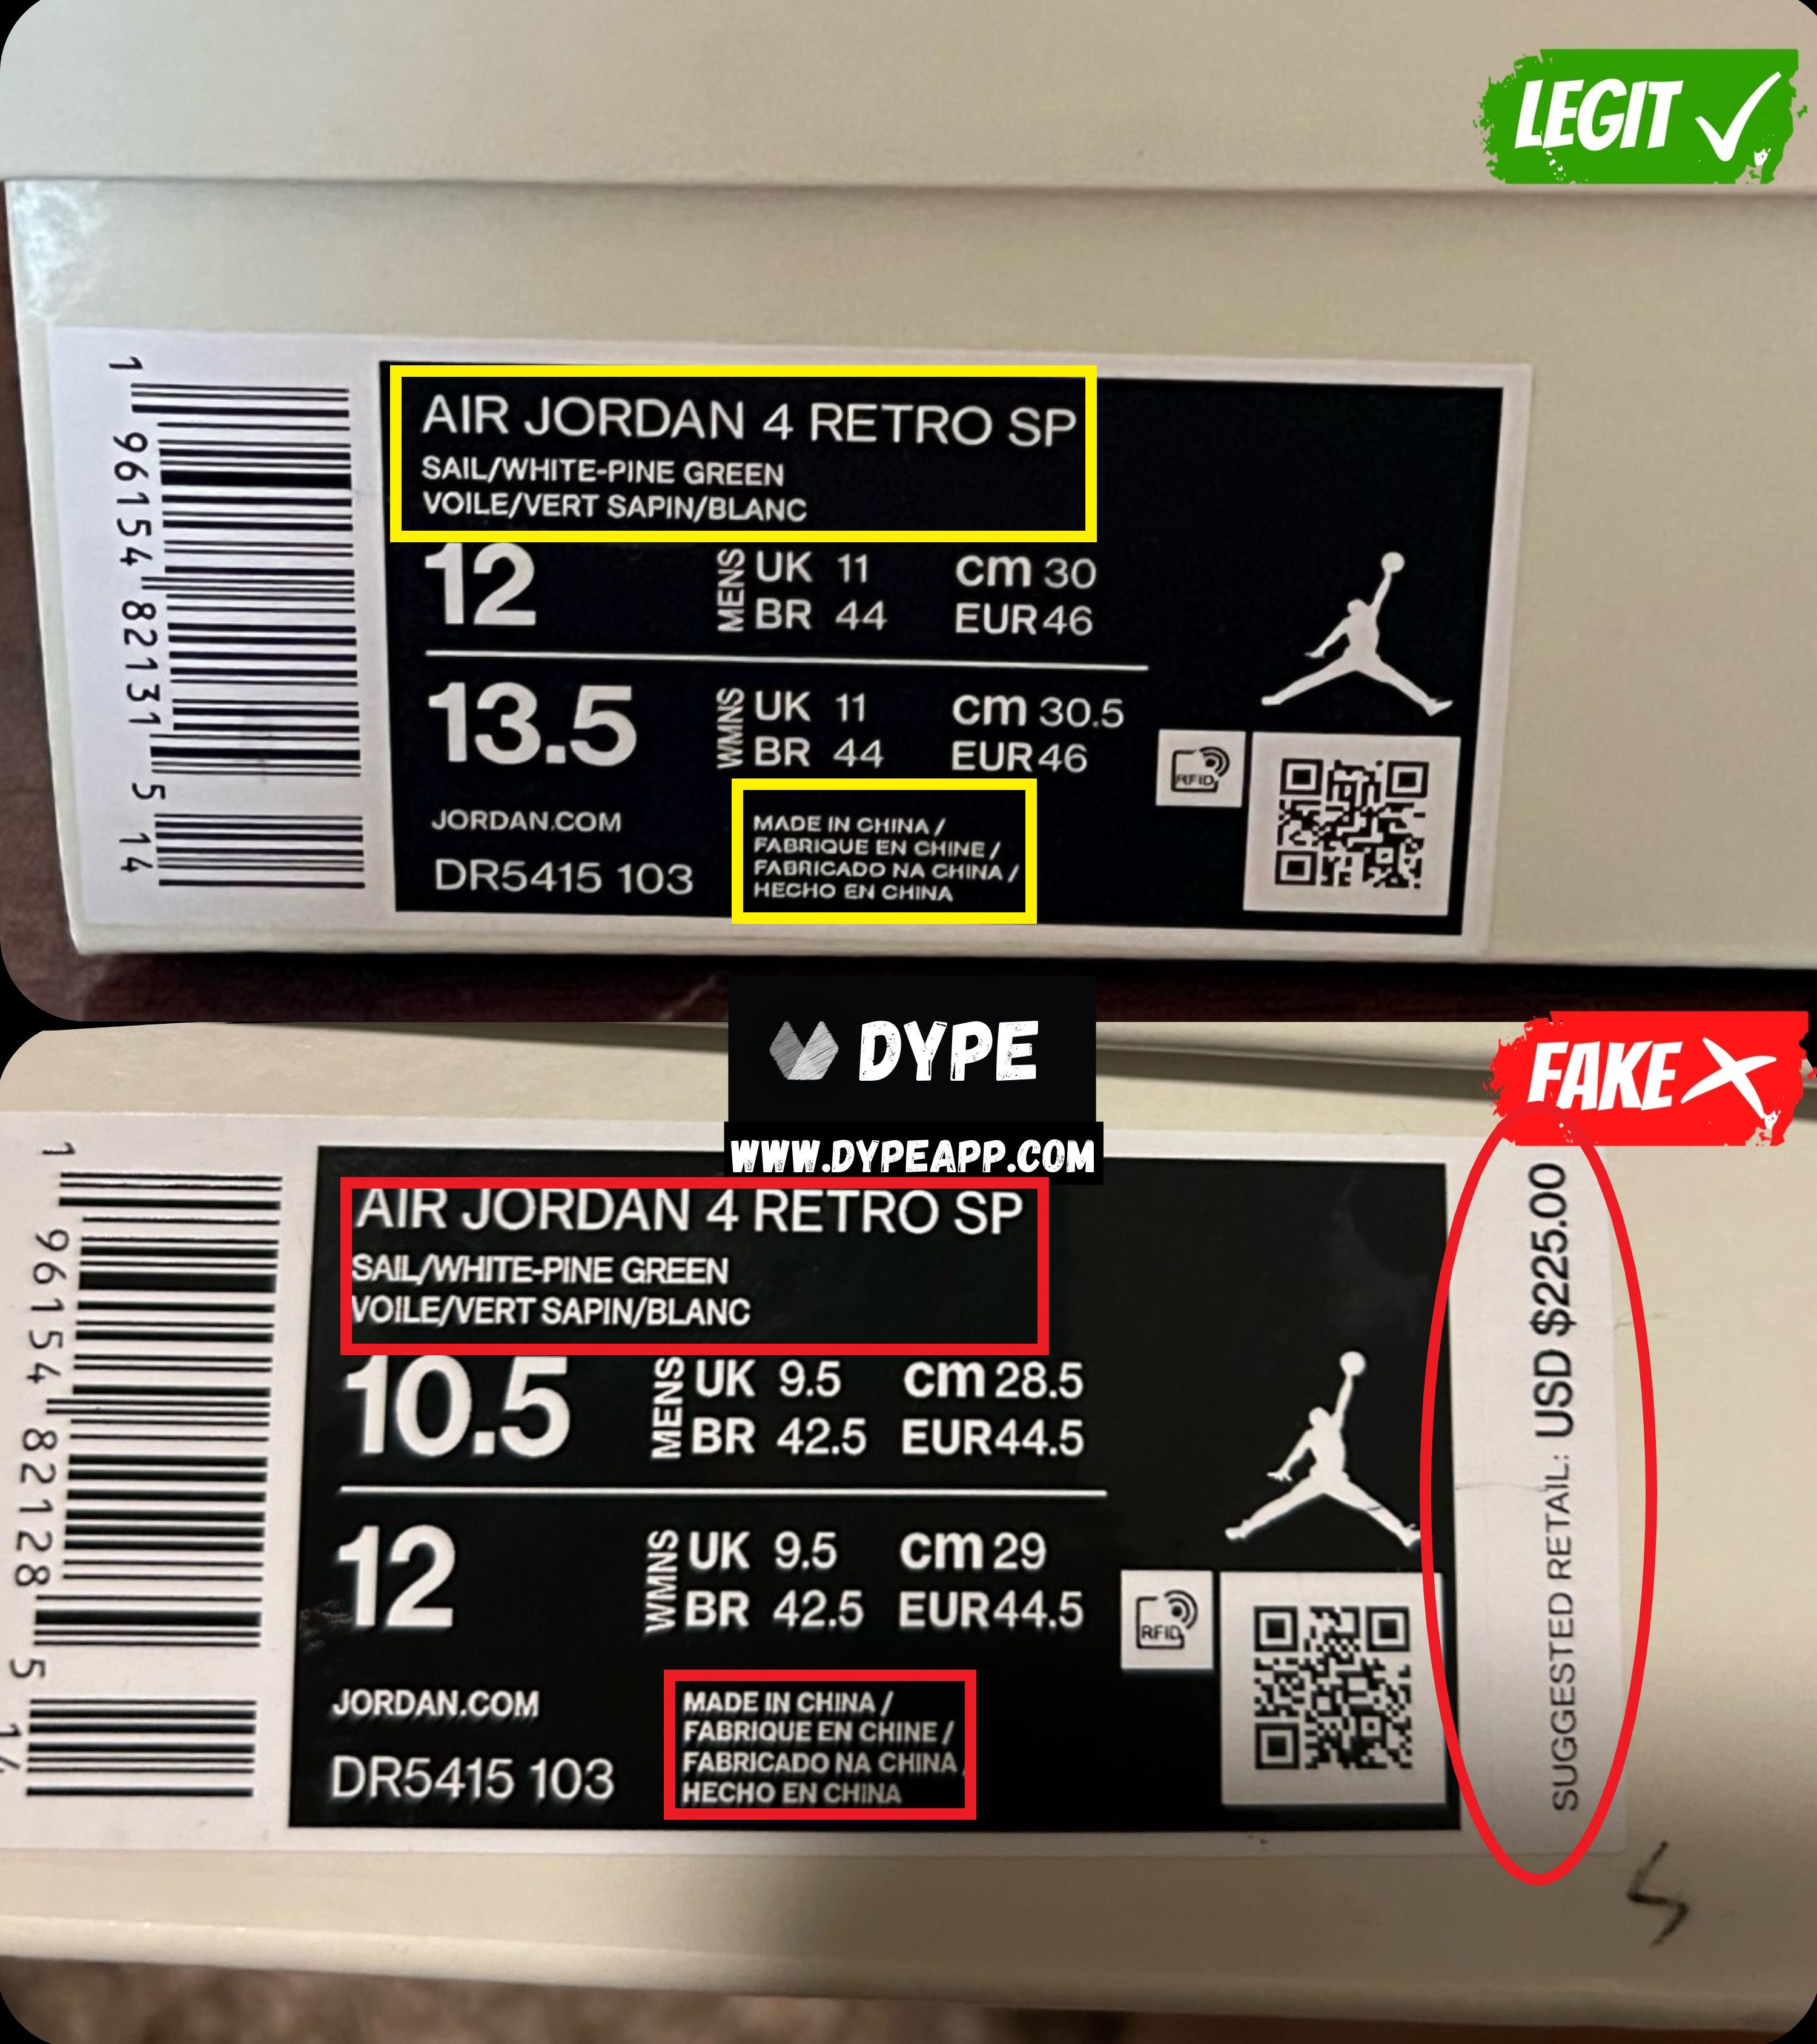 LEGIT
AIR JORDAN 4 RETRO SP
SAIL/WHITE-PINE GREEN
VOILE/VERT SAPIN/BLANC
12 MENS UK 11 cm 30
BR 44 EUR 46
13.5 WMNS UK 11 cm 30.5
BR 44 EUR 46
RFID
JORDAN.COM
DR5415 103
MADE IN CHINA /
FABRIQUE EN CHINE /
FABRICADO NA CHINA /
HECHO EN CHINA
1 96154 82131 5 14
DYPE
WWW.DYPEAPP.COM
FAKE
AIR JORDAN 4 RETRO SP
SAIL/WHITE-PINE GREEN
VOILE/VERT SAPIN/BLANC
10.5 MENS UK 9.5 cm 28.5
BR 42.5 EUR 44.5
12 WMNS UK 9.5 cm 29
BR 42.5 EUR 44.5
RFID
JORDAN.COM
DR5415 103
MADE IN CHINA /
FABRIQUE EN CHINE /
FABRICADO NA CHINA
HECHO EN CHINA
1 96154 82128 5 14
SUGGESTED RETAIL: USD $225.00